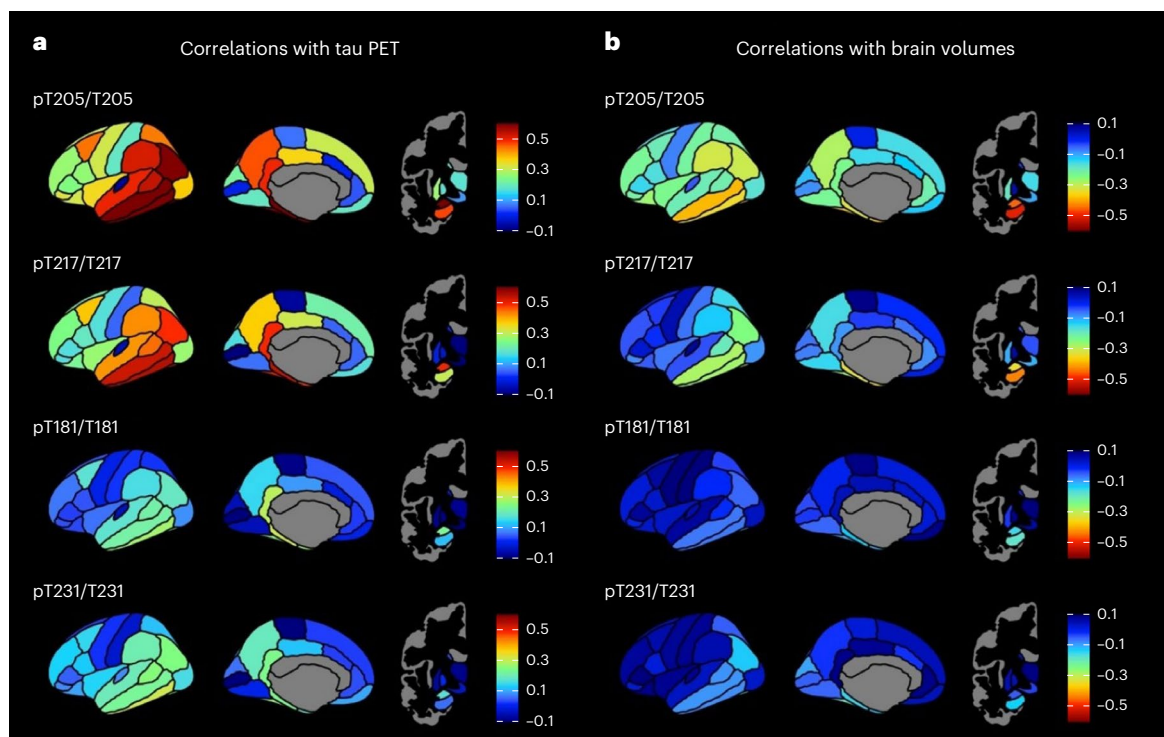 a
Correlations with tau PET
pT205/T205
0.5
0.3
0.1
–0.1
pT217/T217
0.5
0.3
0.1
–0.1
pT181/T181
0.5
0.3
0.1
–0.1
pT231/T231
0.5
0.3
0.1
–0.1
b
Correlations with brain volumes
pT205/T205
0.1
–0.1
–0.3
–0.5
pT217/T217
0.1
–0.1
–0.3
–0.5
pT181/T181
0.1
–0.1
–0.3
–0.5
pT231/T231
0.1
–0.1
–0.3
–0.5